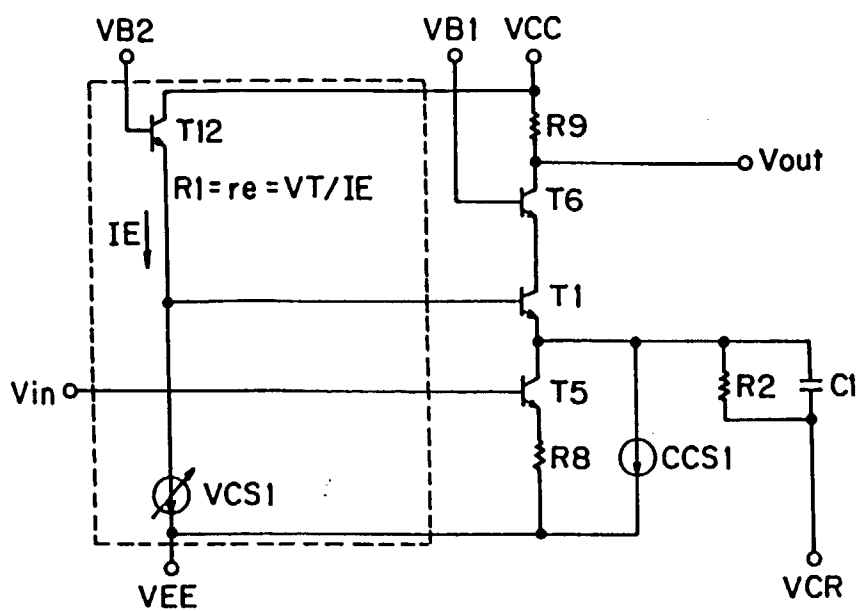 VB2 VB1 VCC
T12 R9
Vout
R1=re=VT/IE T6
IE
T1
Vin T5 R2 C1
VCS1 R8 CCS1
VEE VCR